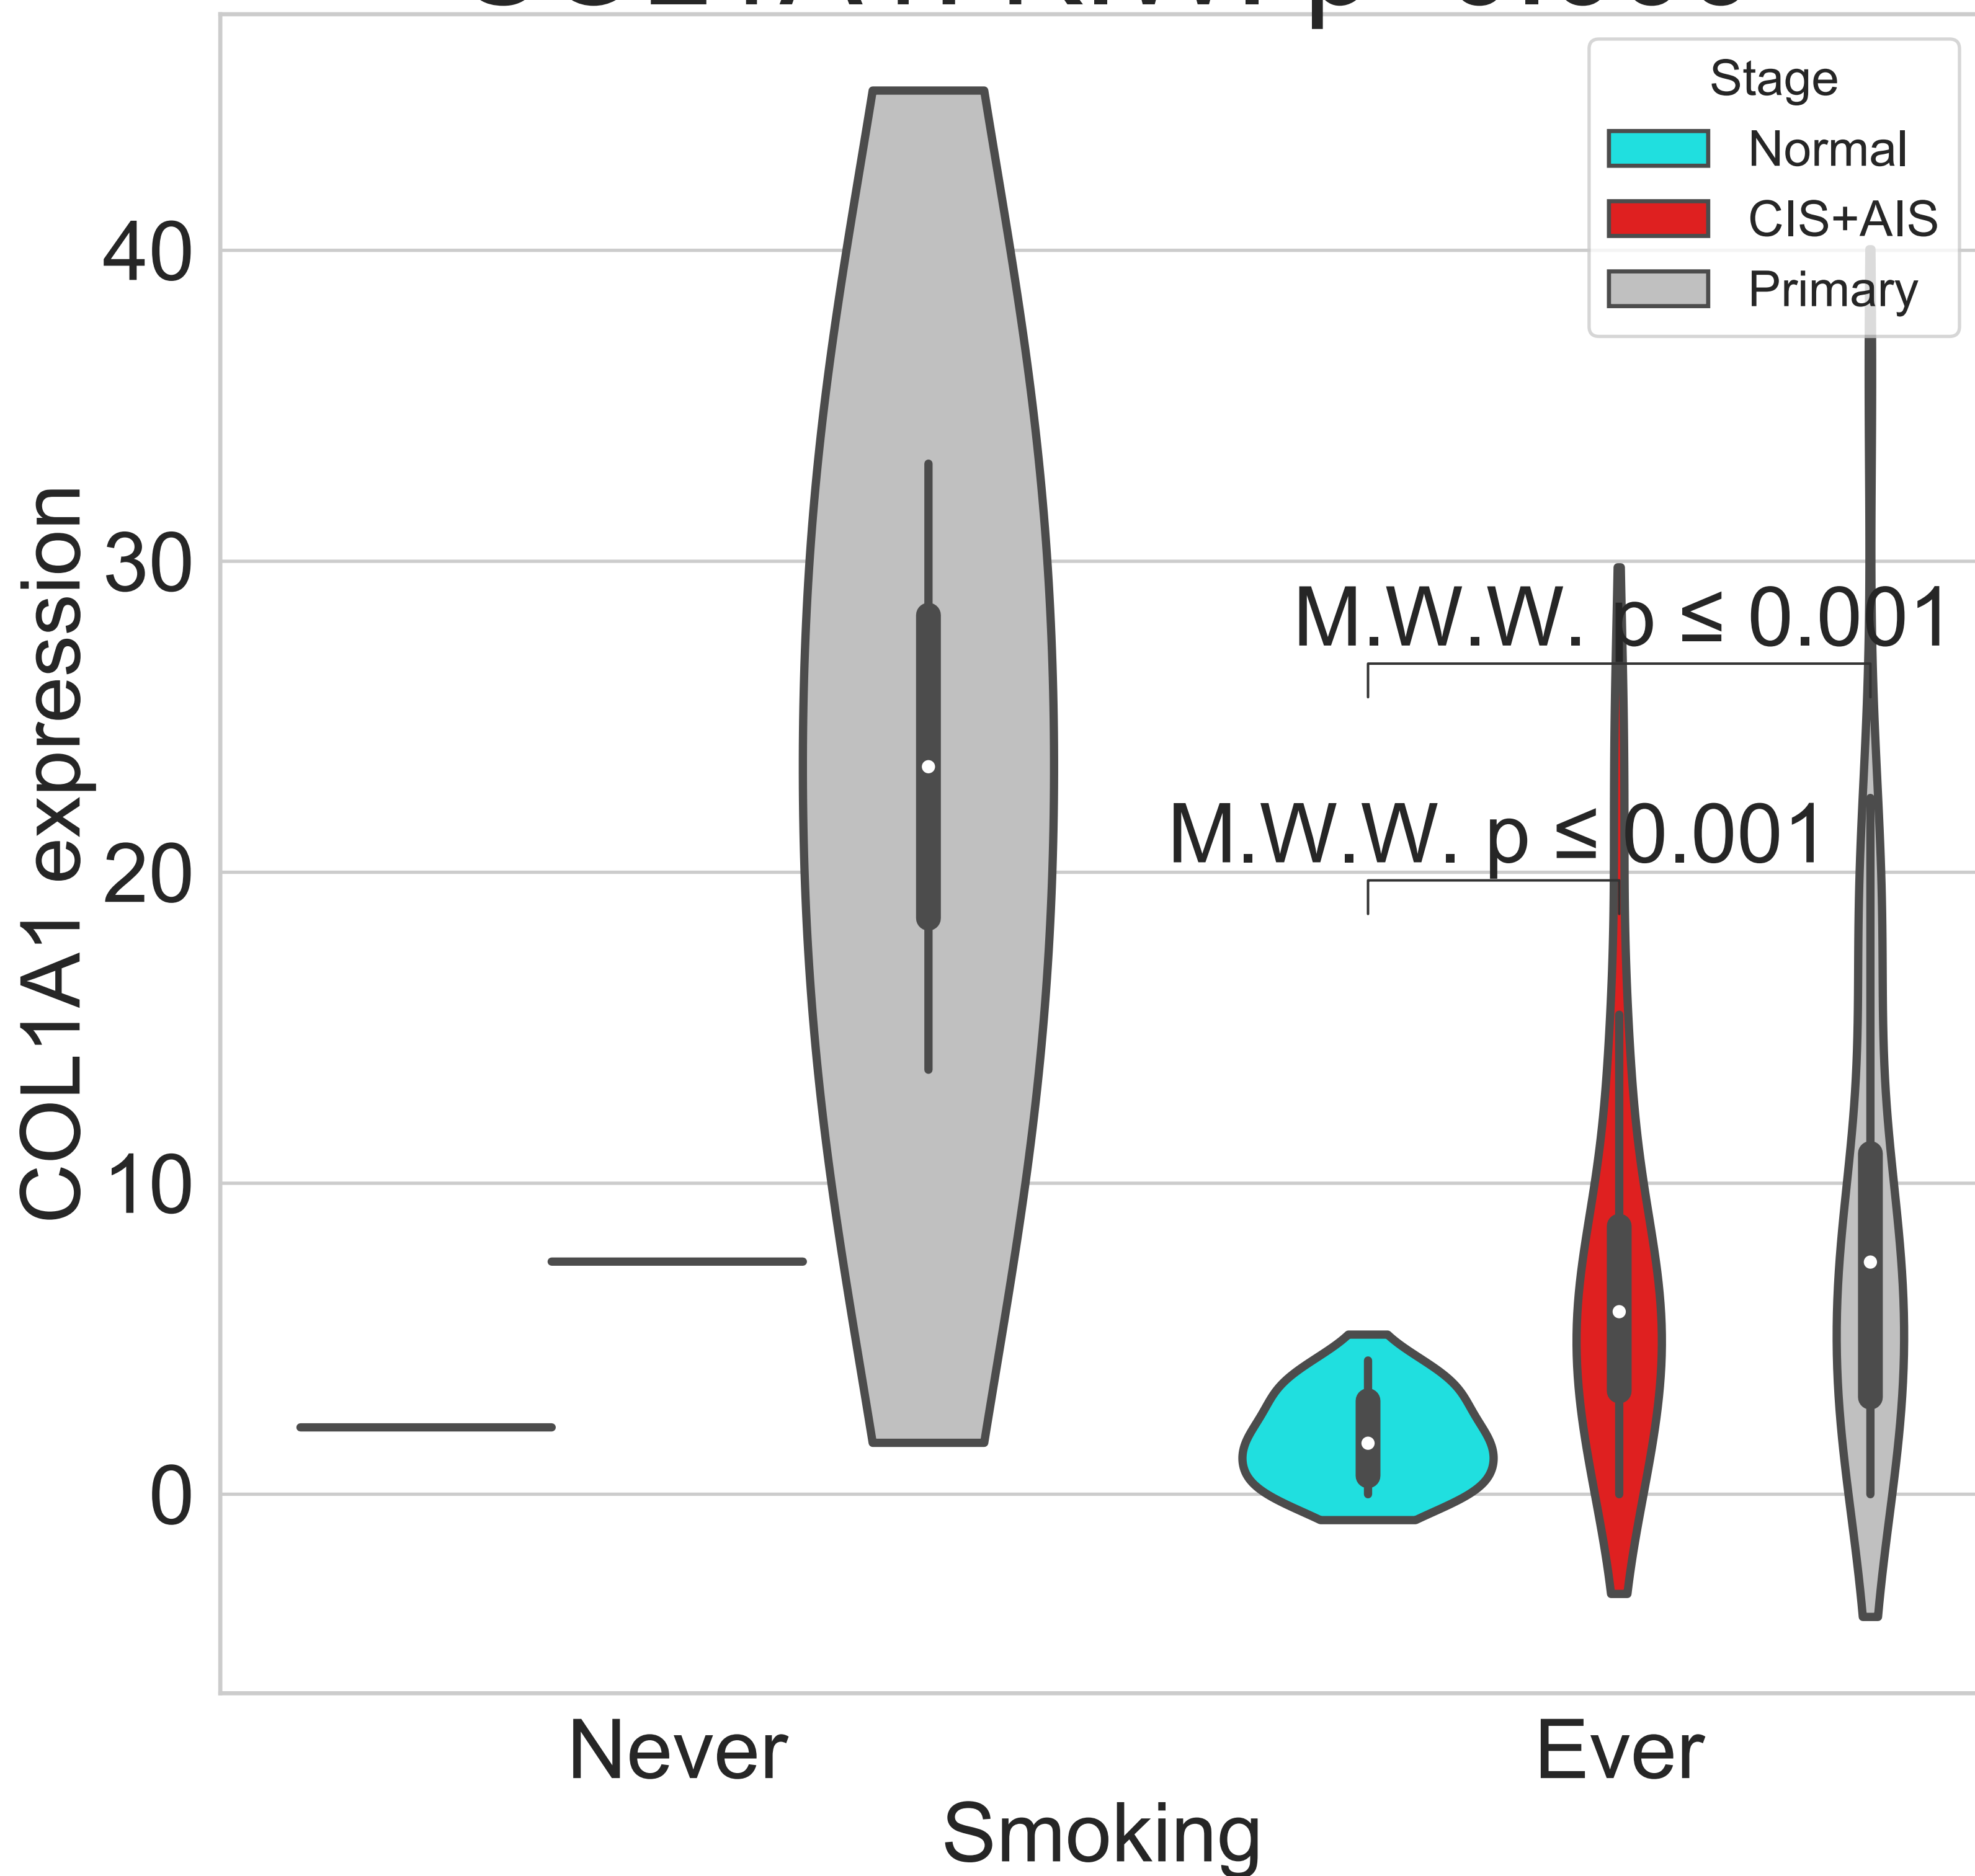 Stage
Normal
CIS+AIS
Primary
40
30
20
10
0
COL1A1 expression
M.W.W. p ≤ 0.001
M.W.W. p ≤ 0.001
Never
Ever
Smoking